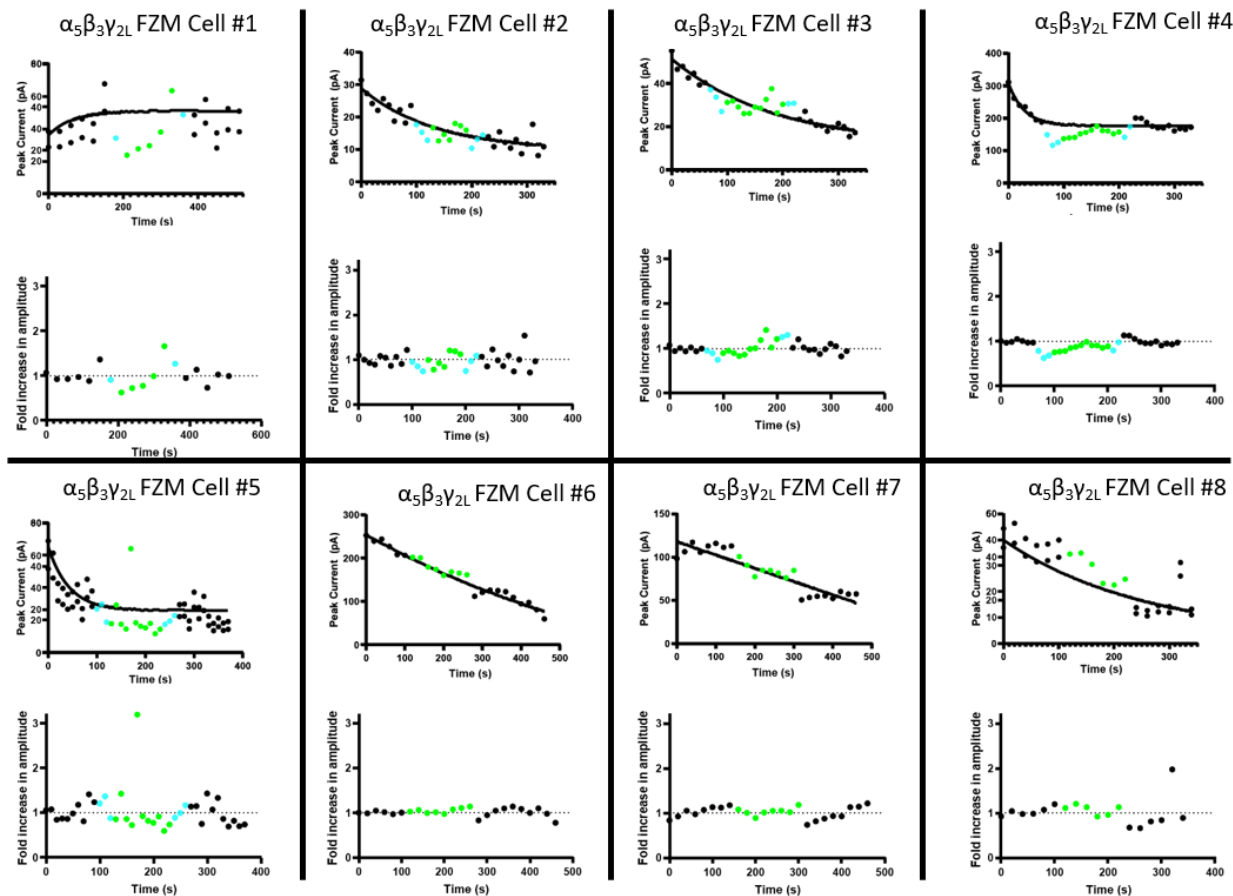 α5β3γ2L FZM Cell #1
Peak Current (pA)
40
20
0
0 200 400
Time (s)
Fold increase in amplitude
3
2
1
0
0 200 400 600
Time (s)
α5β3γ2L FZM Cell #2
Peak Current (pA)
40
30
20
10
0
0 100 200 300
Time (s)
Fold increase in amplitude
3
2
1
0
0 100 200 300 400
Time (s)
α5β3γ2L FZM Cell #3
Peak Current (pA)
40
20
0
0 100 200 300
Time (s)
Fold increase in amplitude
3
2
1
0
0 100 200 300 400
Time (s)
α5β3γ2L FZM Cell #4
Peak Current (pA)
400
300
200
100
0
0 100 200 300
Time (s)
Fold increase in amplitude
3
2
1
0
0 100 200 300 400
Time (s)
α5β3γ2L FZM Cell #5
Peak Current (pA)
80
60
40
20
20
0
0 100 200 300 400
Time (s)
Fold increase in amplitude
3
2
1
0
0 100 200 300 400
Time (s)
α5β3γ2L FZM Cell #6
Peak Current (pA)
300
200
100
0
0 100 200 300 400 500
Time (s)
Fold increase in amplitude
3
2
1
0
0 100 200 300 400 500
Time (s)
α5β3γ2L FZM Cell #7
Peak Current (pA)
150
100
50
0
0 100 200 300 400 500
Time (s)
Fold increase in amplitude
3
2
1
0
0 100 200 300 400 500
Time (s)
α5β3γ2L FZM Cell #8
Peak Current (pA)
60
40
30
20
10
0
0 100 200 300
Time (s)
Fold increase in amplitude
3
2
1
0
0 100 200 300 400
Time (s)